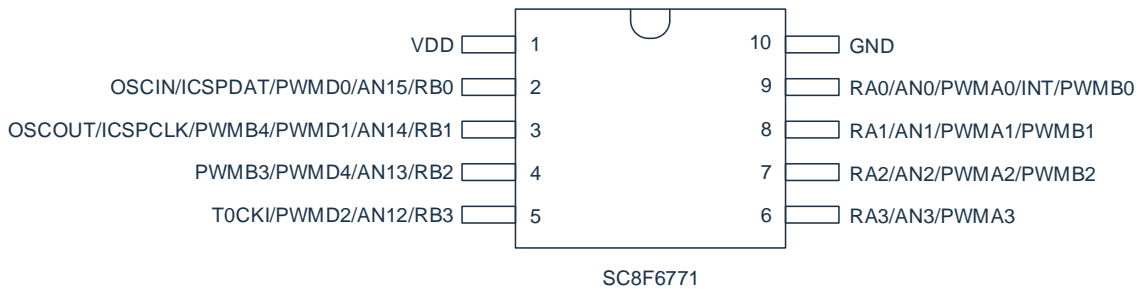 VDD 1 10 GND
OSCIN/ICSPDAT/PWMD0/AN15/RB0 2 9 RA0/AN0/PWMA0/INT/PWMB0
OSCOUT/ICSPCLK/PWMB4/PWMD1/AN14/RB1 3 8 RA1/AN1/PWMA1/PWMB1
PWMB3/PWMD4/AN13/RB2 4 7 RA2/AN2/PWMA2/PWMB2
T0CKI/PWMD2/AN12/RB3 5 6 RA3/AN3/PWMA3
SC8F6771